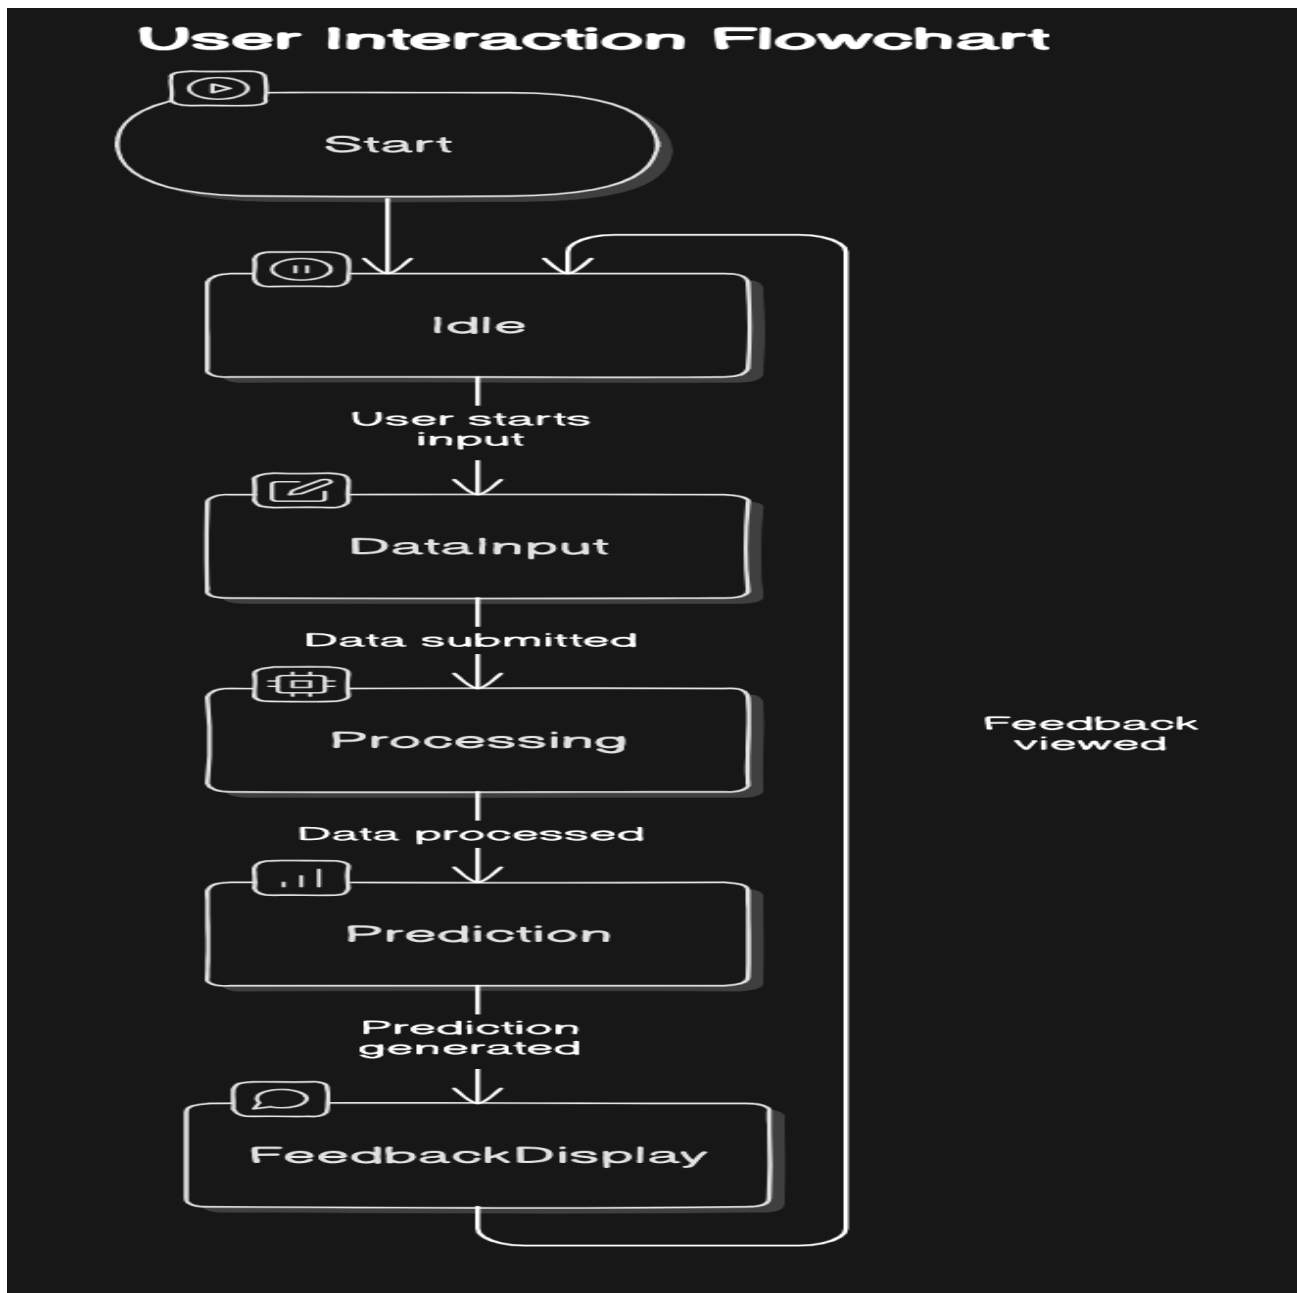 User Interaction Flowchart
Start
Idle
User starts
input
DataInput
Data submitted
Processing
Feedback
viewed
Data processed
Prediction
Prediction
generated
FeedbackDisplay